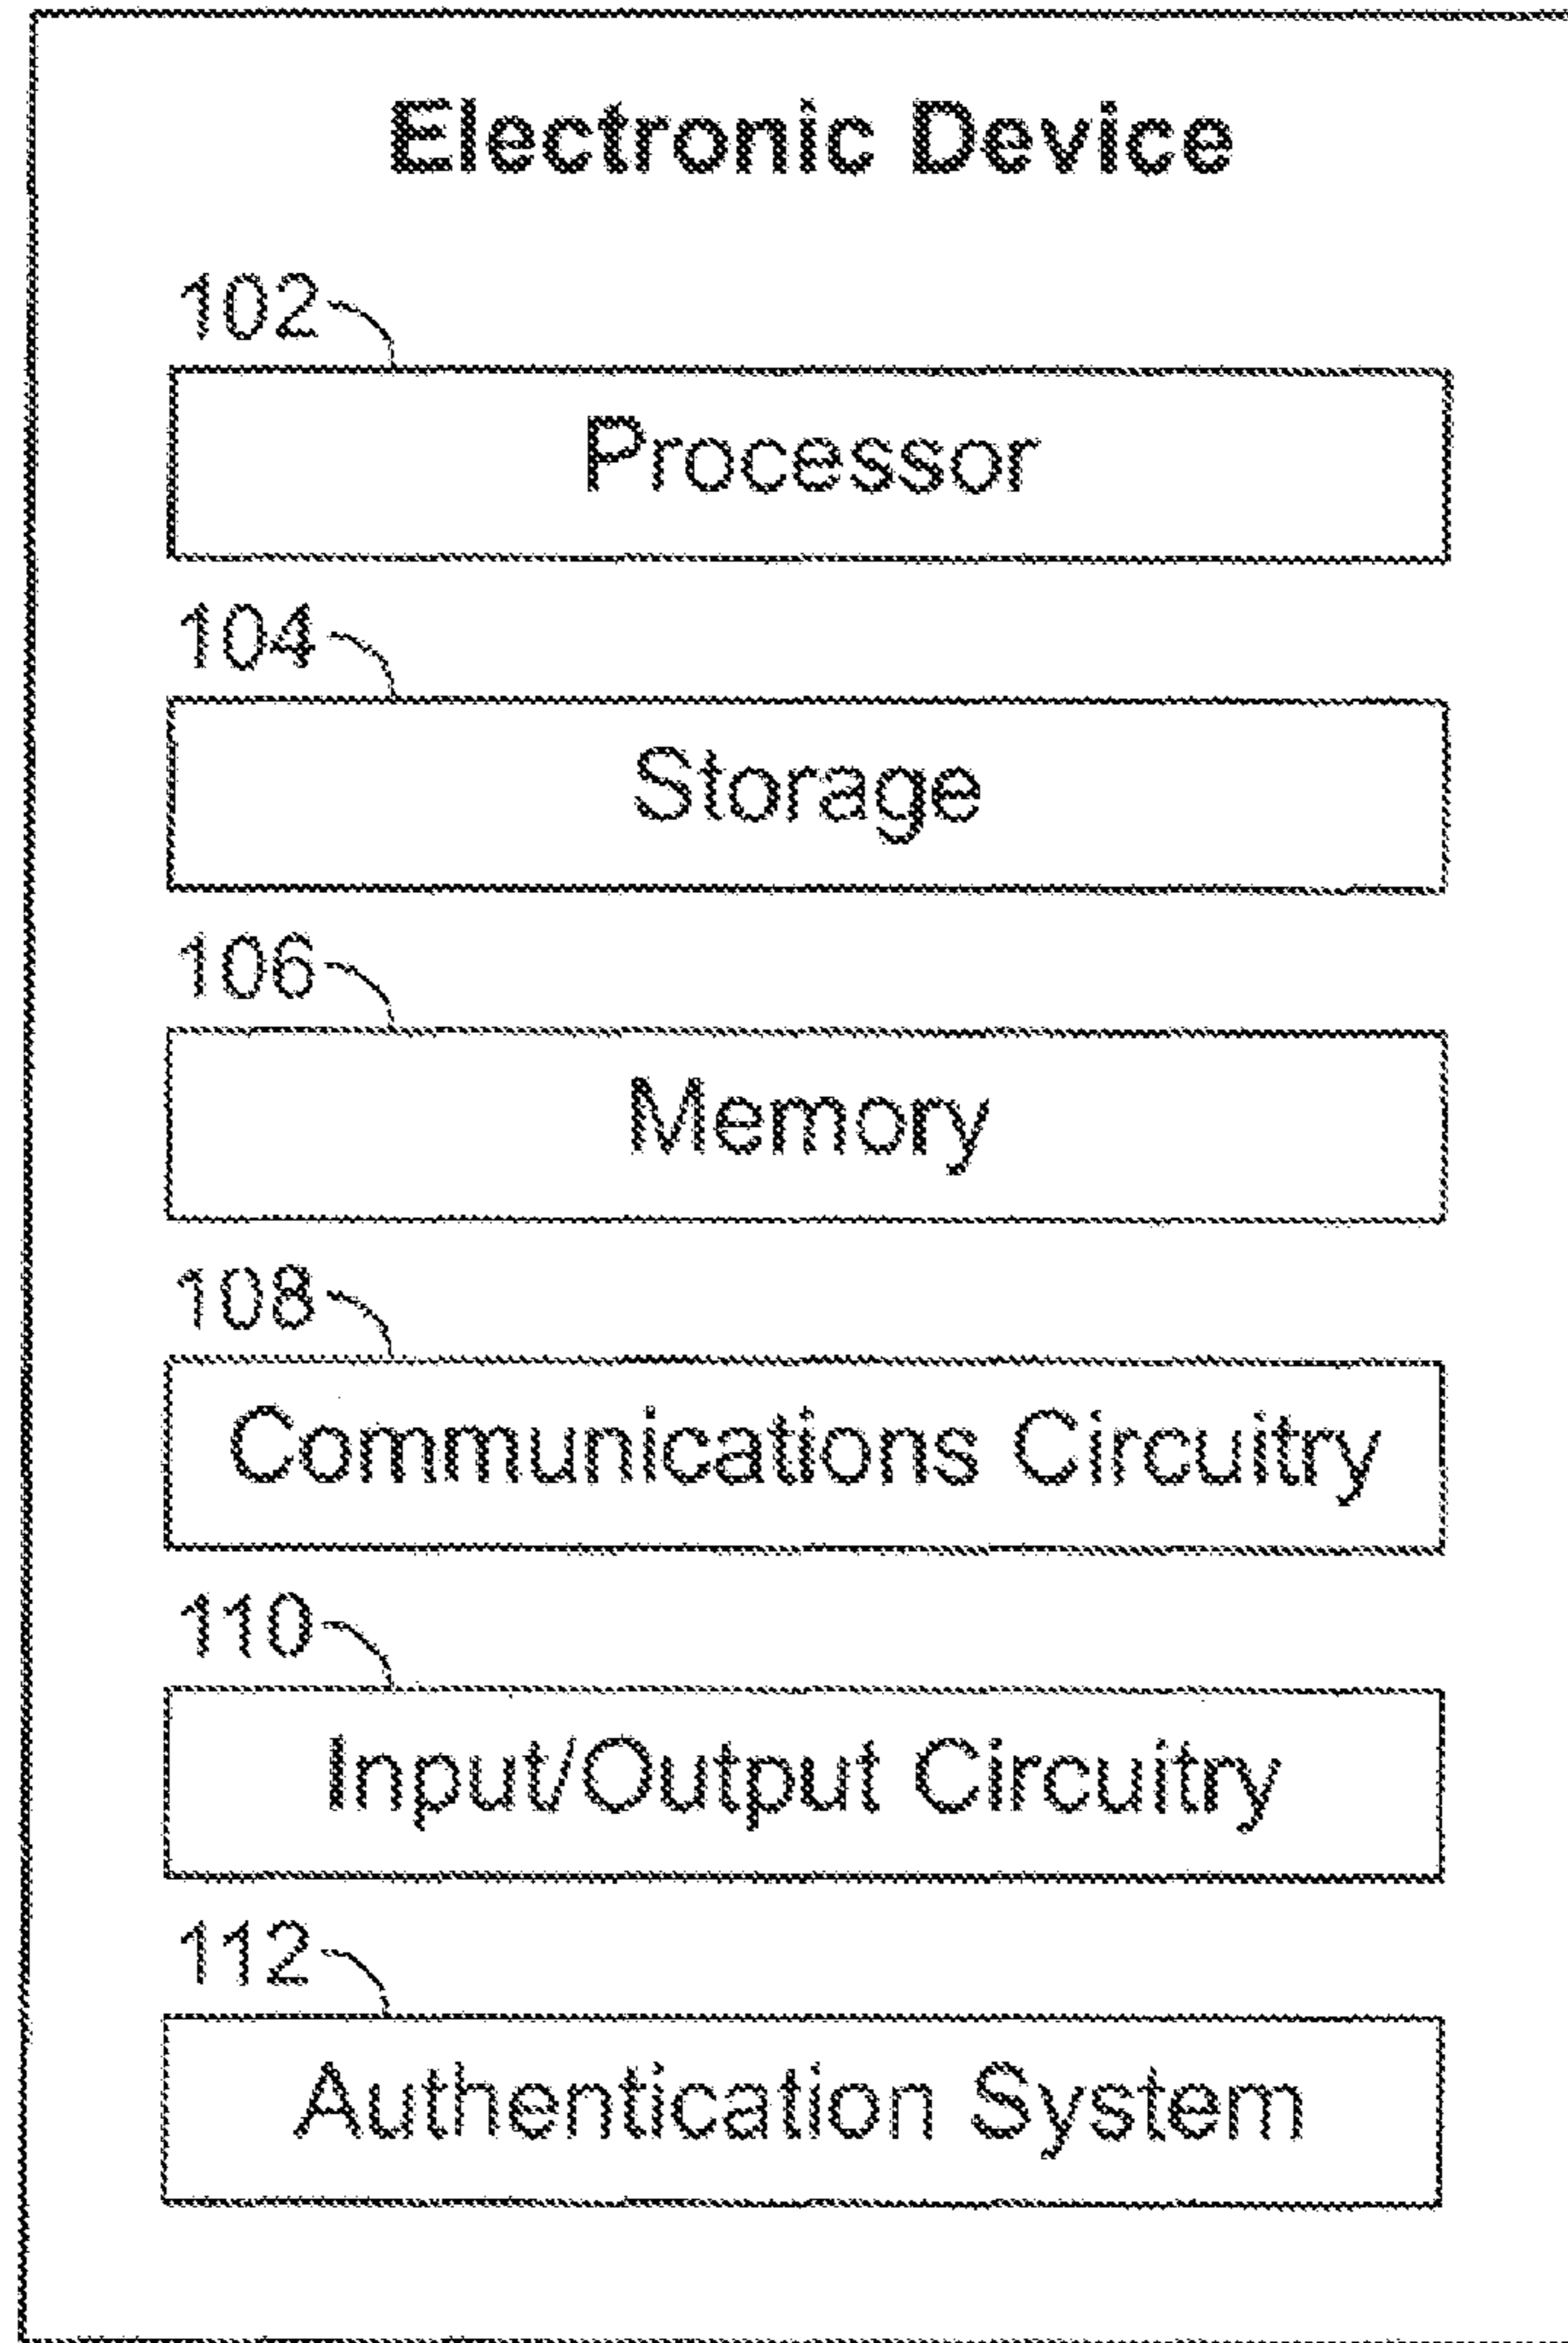 Electronic Device
102
Processor
104
Storage
106
Memory
108
Communications Circuitry
110
Input/Output Circuitry
112
Authentication System